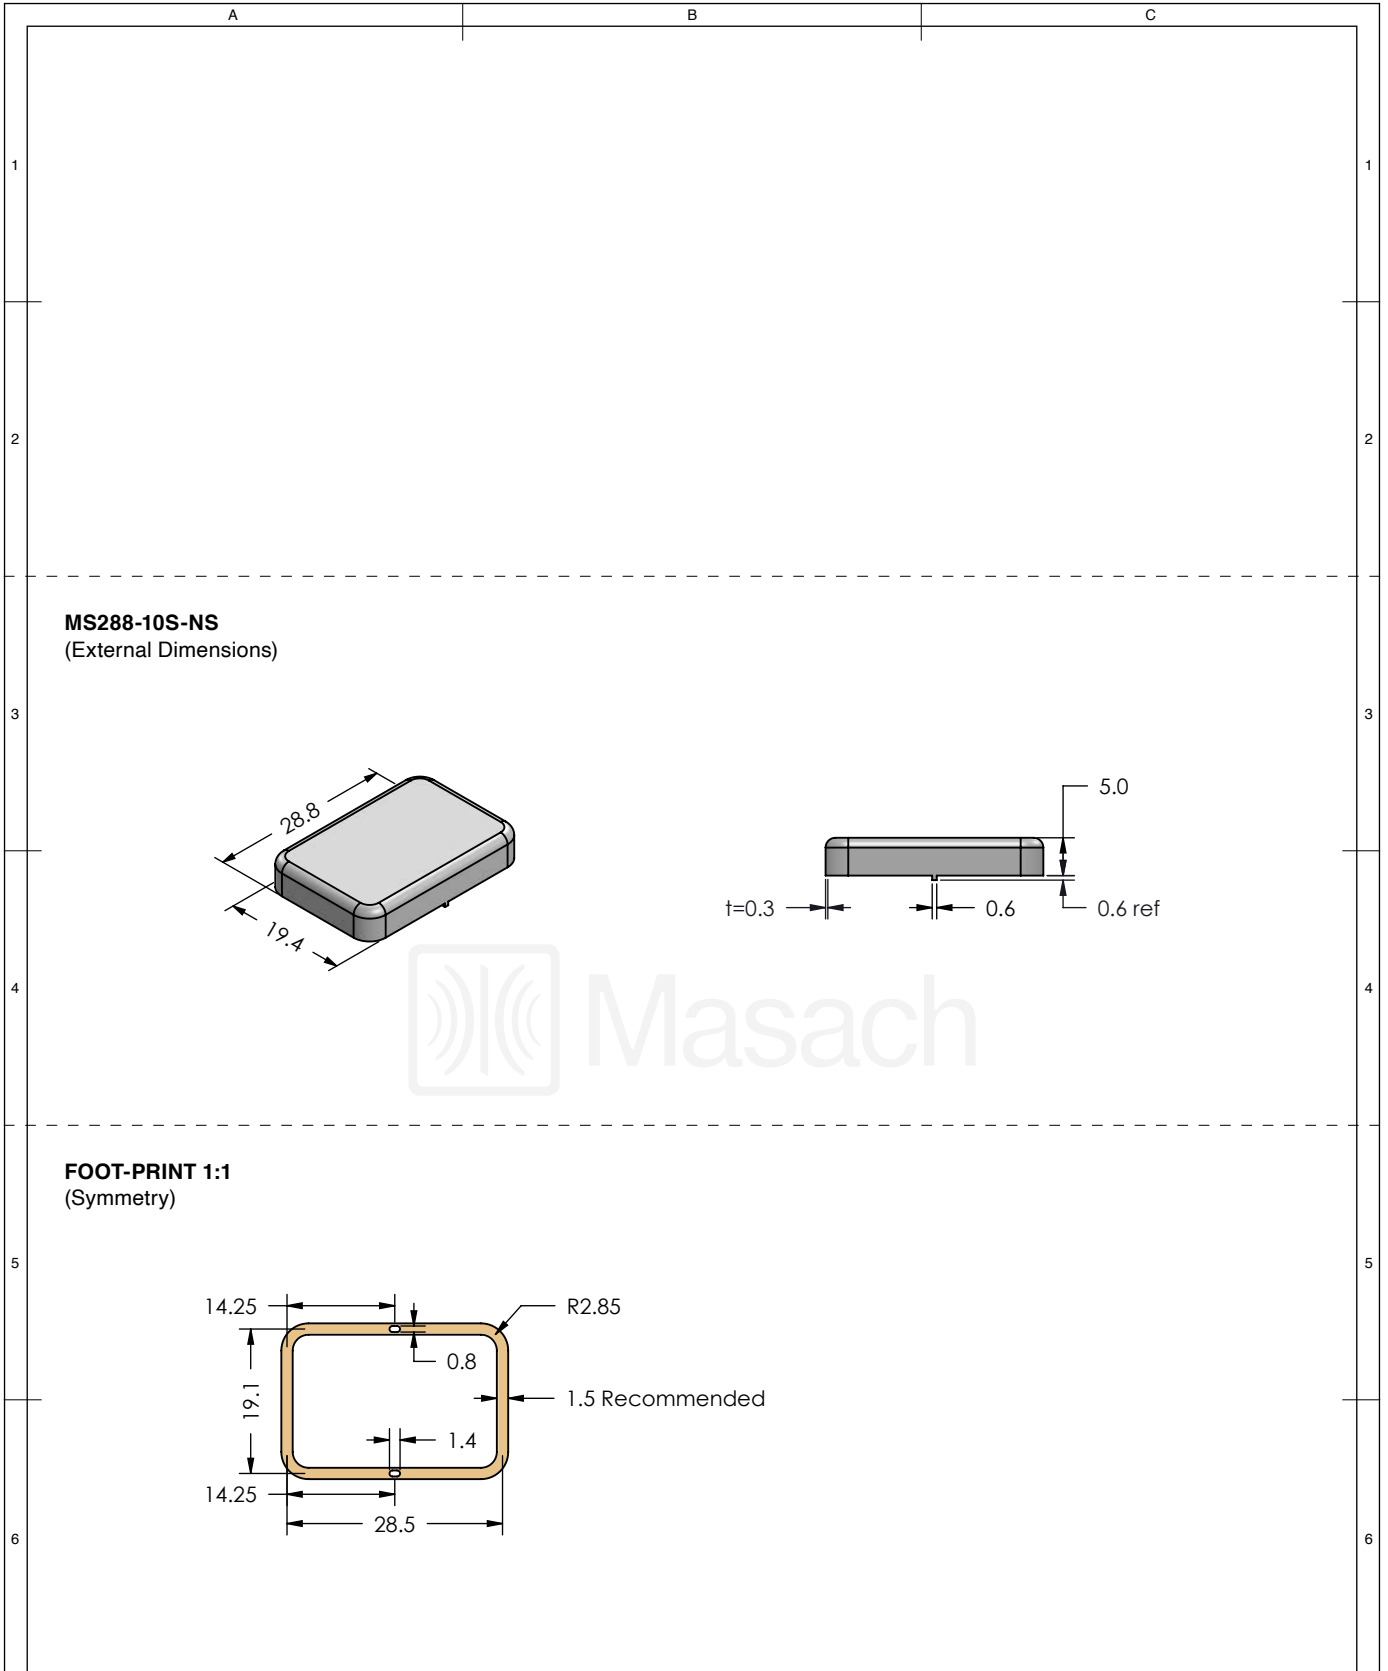 A B C
1 1
2 2
MS288-10S-NS
(External Dimensions)
3 3
28.8
5.0
t=0.3 0.6 0.6 ref
19.4
Masach
4 4
FOOT-PRINT 1:1
(Symmetry)
5 5
14.25 R2.85
0.8
19.1 1.5 Recommended
1.4
14.25
28.5
6 6